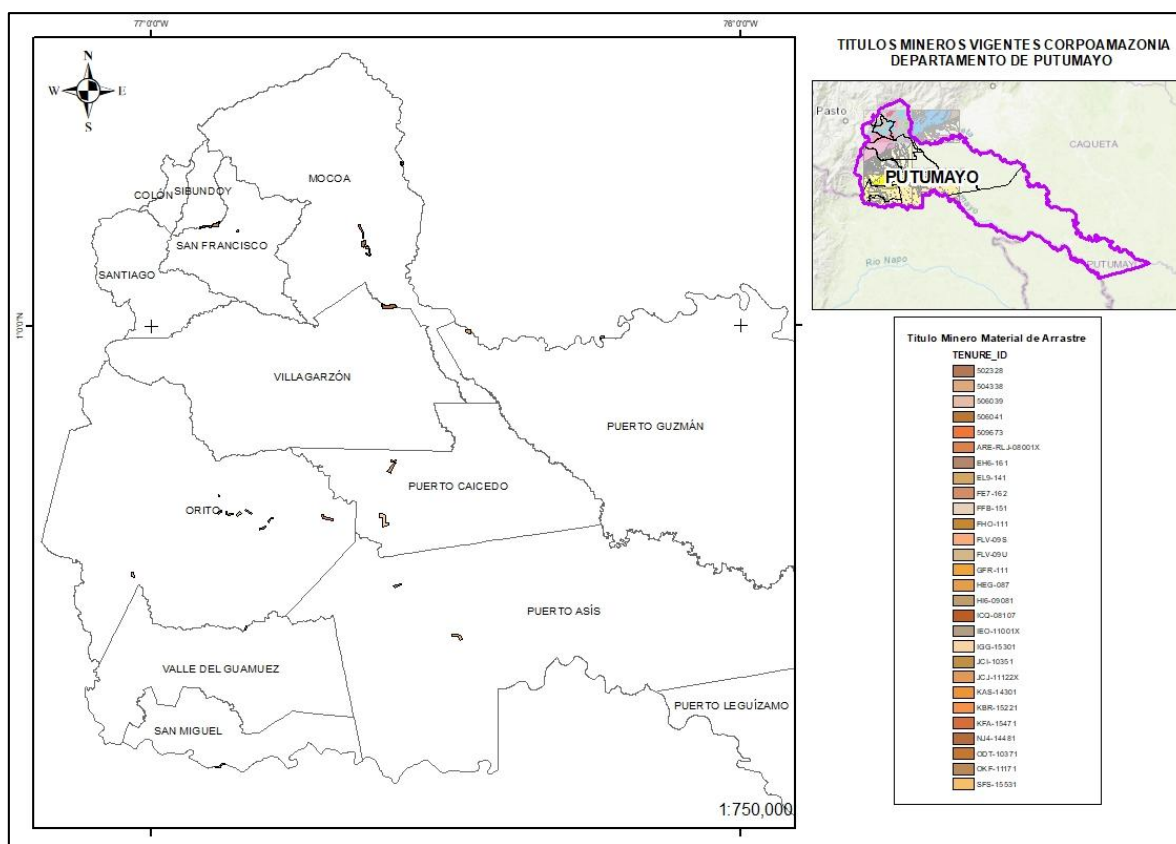 77°0'0"W
76°0'0"W
N
W
E
S
1°0'0"N
MOCOA
COLÓN
SIBUNDOY
SAN FRANCISCO
SANTIAGO
VILLAGARZÓN
PUERTO GUZMÁN
PUERTO CAICEDO
ORITO
PUERTO ASÍS
VALLE DEL GUAMUEZ
PUERTO LEGUÍZAMO
SAN MIGUEL
1:750,000
TITULOS MINEROS VIGENTES CORPOAMAZONIA
DEPARTAMENTO DE PUTUMAYO
Pasto
CAQUETA
PUTUMAYO
Rio Napo
Titulo Minero Material de Arrastre
TENURE_ID
502328
504338
506039
506041
509673
ARE-RLJ-08001X
EH6-161
EL9-141
FE7-162
FFB-151
FHO-111
FLV-09S
FLV-09U
GFR-111
HEG-087
HI6-09081
ICQ-08107
IEO-11001X
IGG-15301
JCI-10351
JCJ-11122X
KAS-14301
KBR-15221
KFA-15471
NJ4-14481
ODT-10371
OKF-11171
SFS-15531